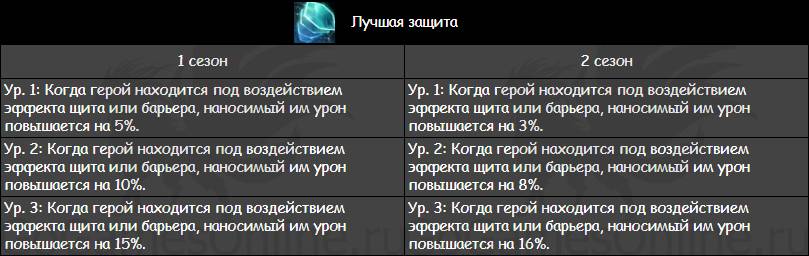 Лучшая защита
1 сезон
2 сезон
Ур. 1: Когда герой находится под воздействием
эффекта щита или барьера, наносимый им урон
повышается на 5%.
Ур. 1: Когда герой находится под воздействием
эффекта щита или барьера, наносимый им урон
повышается на 3%.
Ур. 2: Когда герой находится под воздействием
эффекта щита или барьера, наносимый им урон
повышается на 10%.
Ур. 2: Когда герой находится под воздействием
эффекта щита или барьера, наносимый им урон
повышается на 8%.
Ур. 3: Когда герой находится под воздействием
эффекта щита или барьера, наносимый им урон
повышается на 15%.
Ур. 3: Когда герой находится под воздействием
эффекта щита или барьера, наносимый им урон
повышается на 16%.